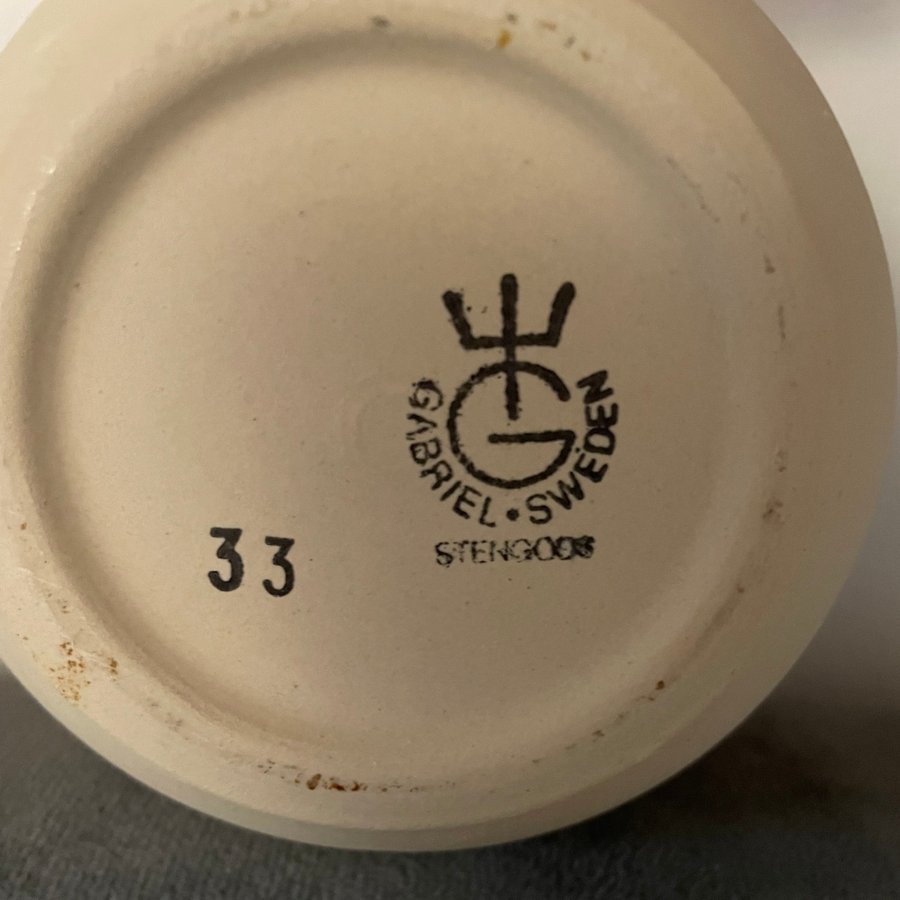 GABRIEL · SWEDEN
STENGODS
33